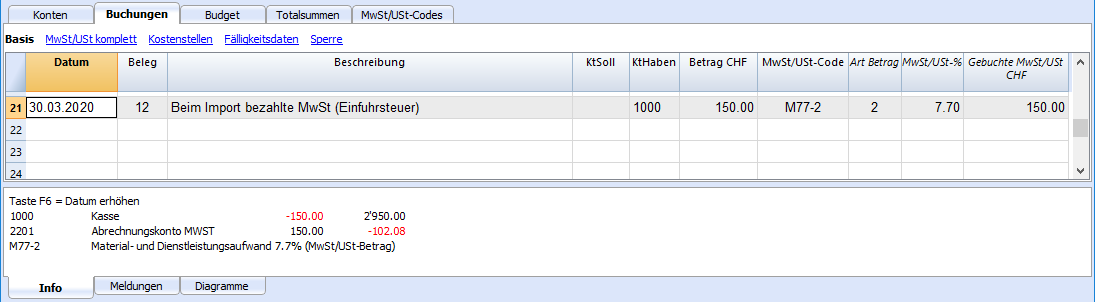 Konten Buchungen Budget Totalsummen MwSt/USt-Codes
Basis MwSt/USt komplett Kostenstellen Fälligkeitsdaten Sperre
Datum Beleg Beschreibung KtSoll KtHaben Betrag CHF MwSt/USt-Code Art Betrag MwSt/USt-% Gebuchte MwSt/USt
CHF
21 30.03.2020 12 Beim Import bezahlte MwSt (Einfuhrsteuer) 1000 150.00 M77-2 2 7.70 150.00
22
23
24
Taste F6 = Datum erhöhen
1000 Kasse -150.00 2'950.00
2201 Abrechnungskonto MWST 150.00 -102.08
M77-2 Material- und Dienstleistungsaufwand 7.7% (MwSt/USt-Betrag)
Info Meldungen Diagramme